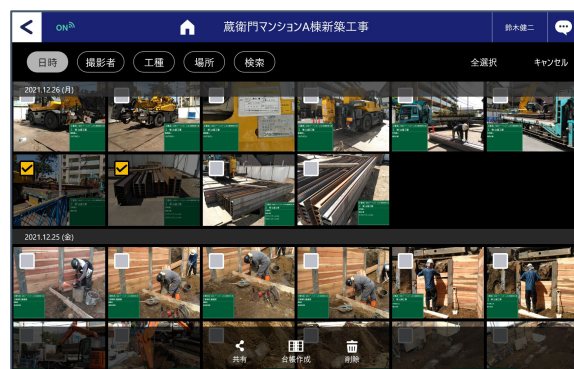 ON
蔵衛門マンションA棟新築工事
鈴木健二
日時
撮影者
工種
場所
検索
全選択
キャンセル
2021.12.26 (月)
2021.12.25 (金)
共有
台帳作成
削除